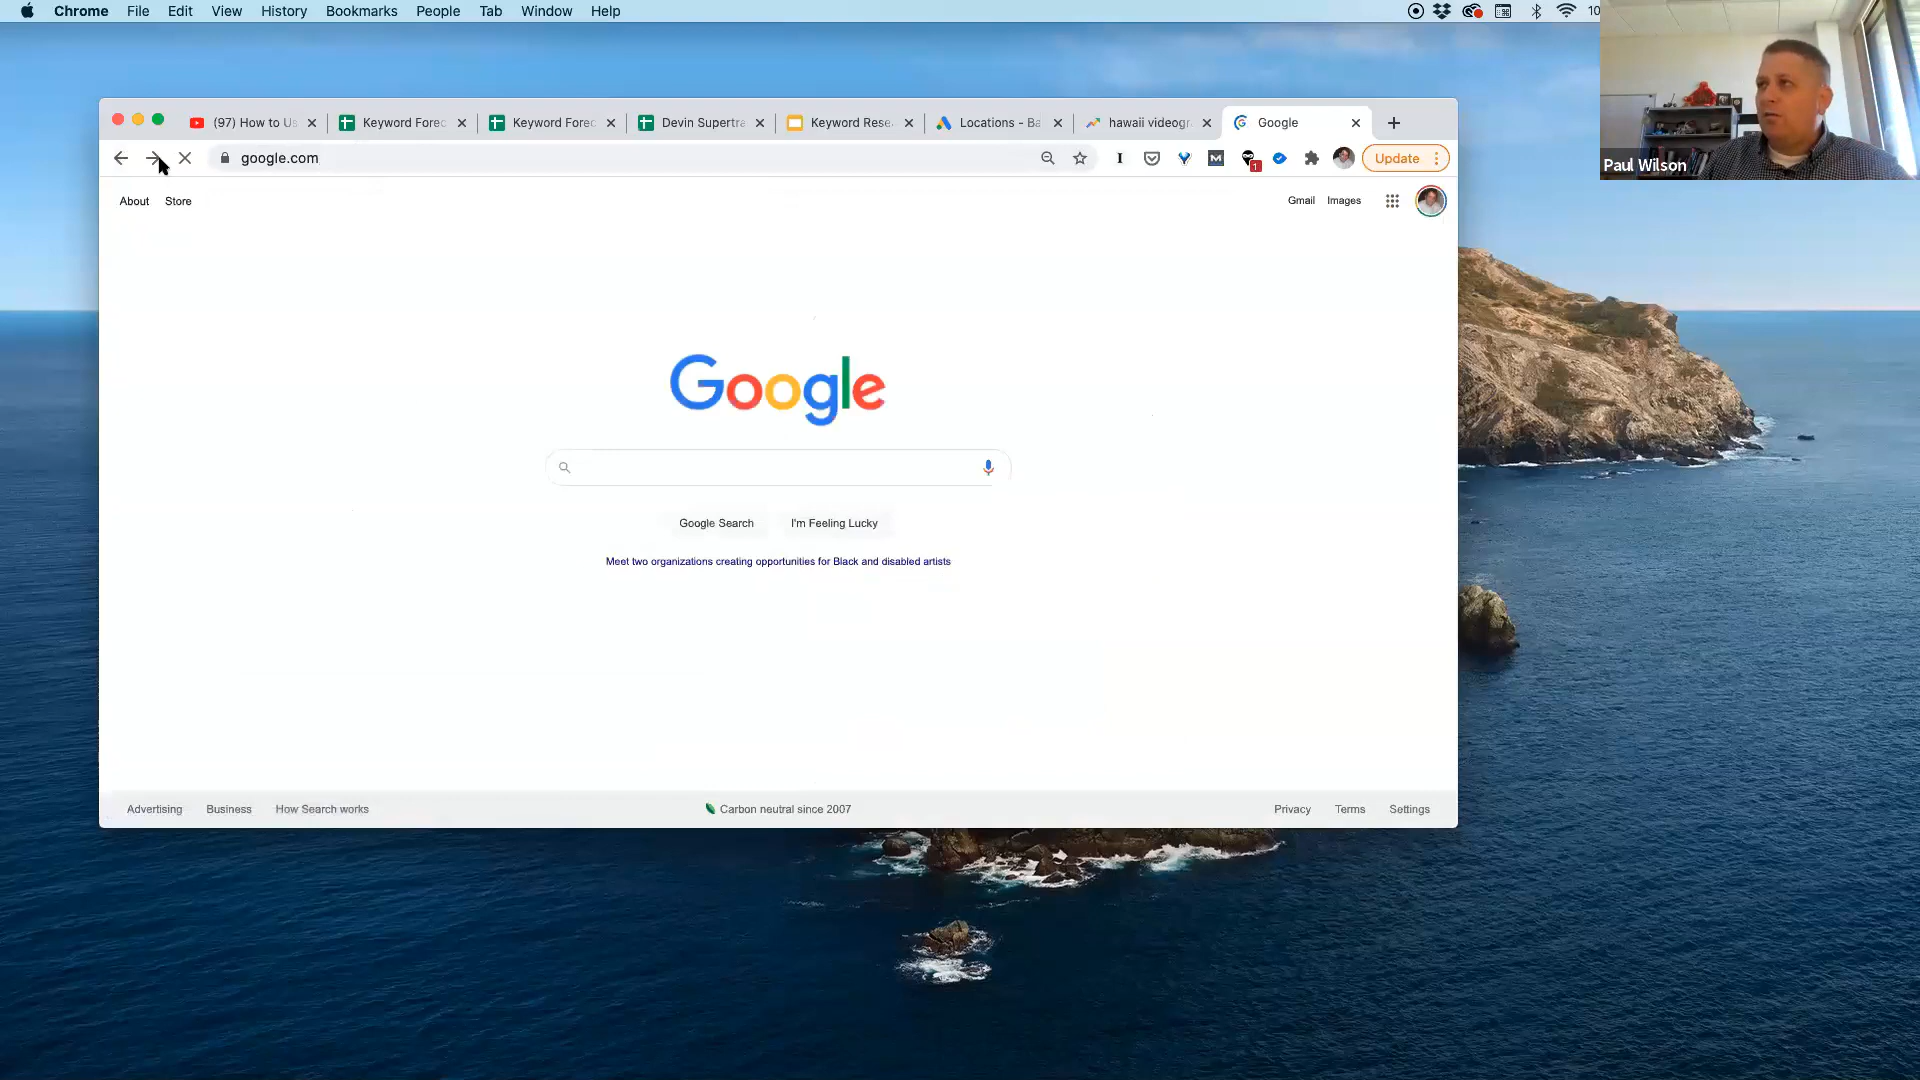 Chrome File Edit View History Bookmarks People Tab Window Help 10
(97) How to Us Keyword Forec Keyword Forec Devin Supertra Keyword Rese Locations - Ba hawaii videogr Google
google.com I M 1 Update
Paul Wilson
About Store Gmail Images
Google
Google Search I'm Feeling Lucky
Meet two organizations creating opportunities for Black and disabled artists
Advertising Business How Search works Carbon neutral since 2007 Privacy Terms Settings